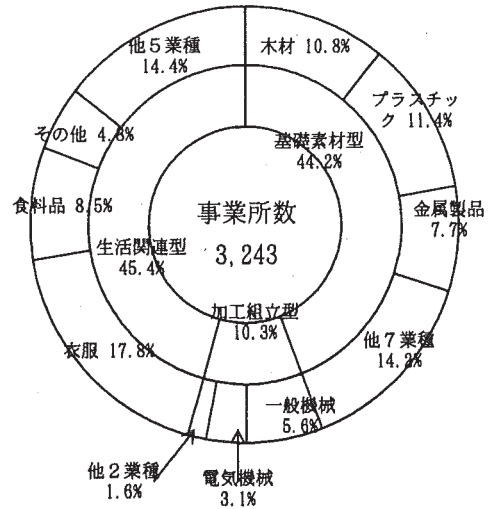 他5業種
14.4%
木材 10.8%
プラスチッ
ク 11.4%
その他 4.8%
基礎素材型
44.2%
食料品 8.5%
事業所数
3,243
金属製品
7.7%
生活関連型
45.4%
加工組立型
10.3%
衣服 17.8%
他7業種
14.2%
一般機械
5.6%
他2業種
1.6%
電気機械
3.1%